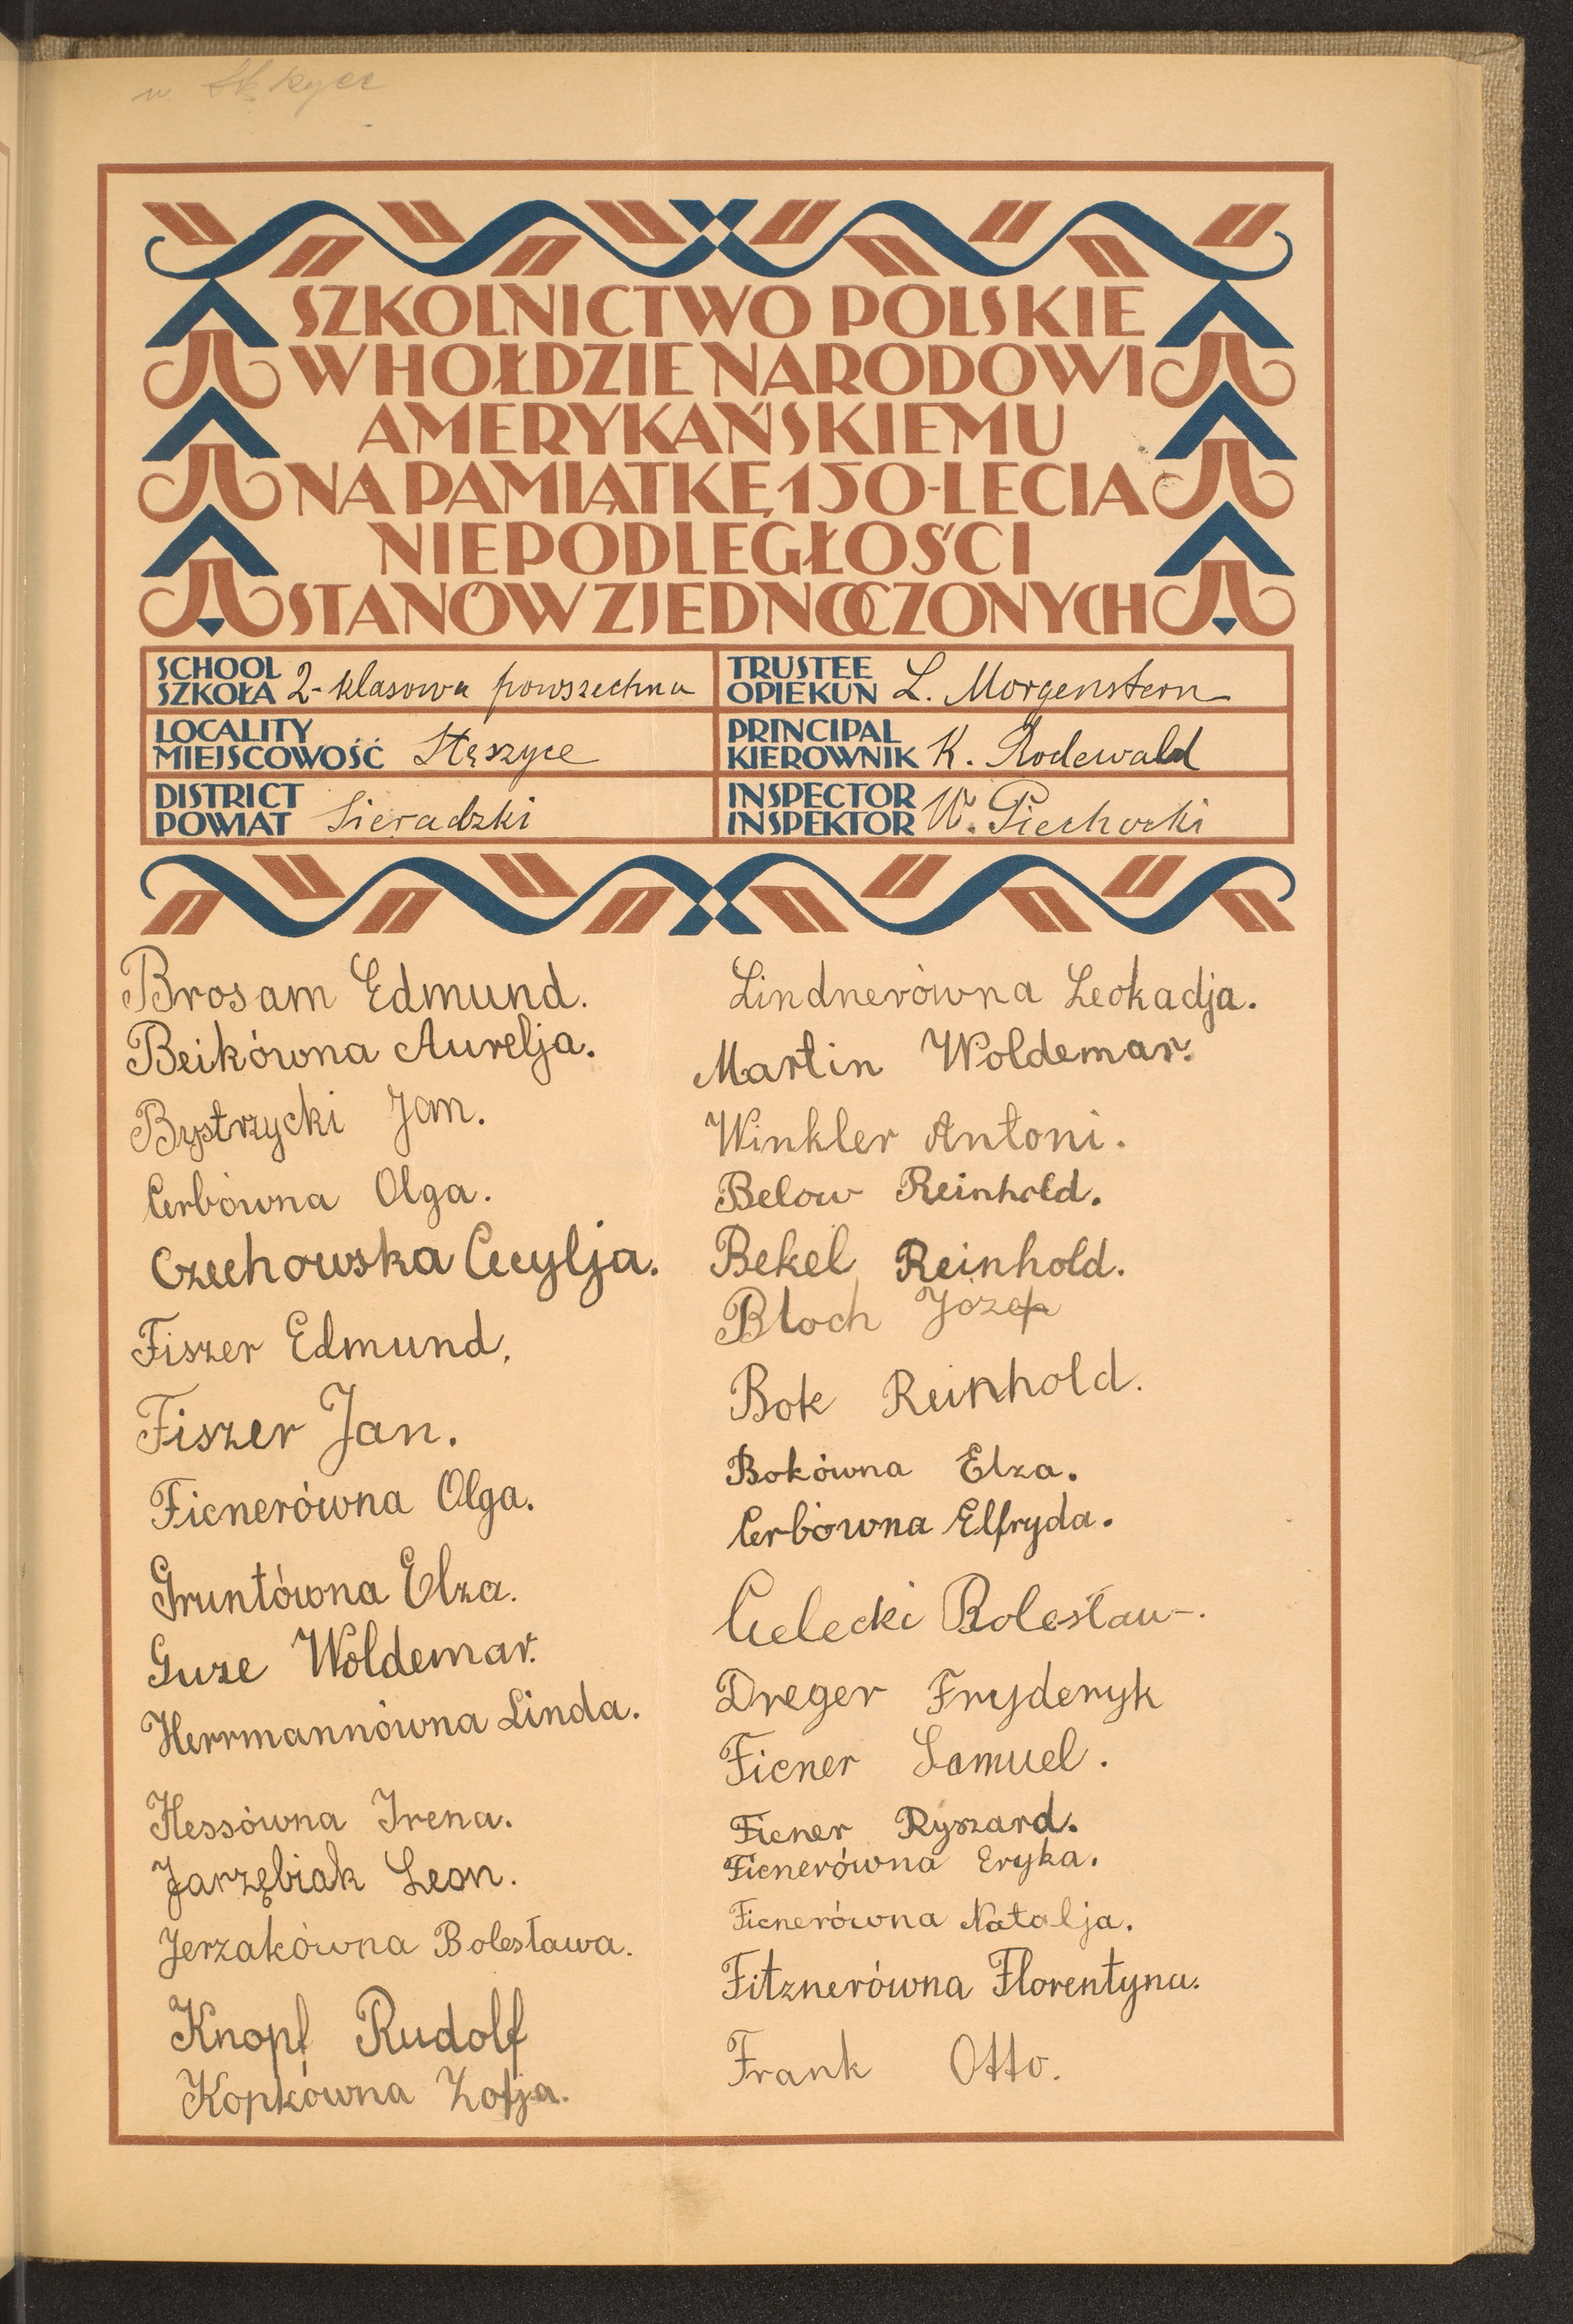 SZKOLNICTWO POLSKIE
W HOŁDZIE NARODOWI
AMERYKAŃSKIEMU
NA PAMIĄTKĘ 150-LECIA
NIEPODLEGŁOŚCI
STANÓW ZJEDNOCZONYCH
SCHOOL
SZKOŁA 2-klasowa powszechna
TRUSTEE
OPIEKUN L. Morgenstern
LOCALITY
MIEJSCOWOŚĆ Stęszyce
PRINCIPAL
KIEROWNIK K. Rodewald
DISTRICT
POWIAT Sieradzki
INSPECTOR
INSPEKTOR W. Piechocki
Brosam Edmund.
Beikówna Aurelja.
Bystrzycki Jan.
Cerbówna Olga.
Czechowska Cecylja.
Fiszer Edmund.
Fiszer Jan.
Ficnerówna Olga.
Gruntówna Elza.
Guze Woldemar.
Herrmannówna Linda.
Hessówna Irena.
Jarzębiak Leon.
Jerzakówna Bolesława.
Knopf Rudolf
Kopkówna Zofja.
Lindnerówna Leokadja.
Martin Woldemar.
Winkler Antoni.
Below Reinhold.
Bekel Reinhold.
Błoch Józef
Bok Reinhold.
Bokówna Elza.
Cerbówna Elfryda.
Cielecki Bolesław.
Dreger Fryderyk
Ficner Samuel.
Ficner Ryszard.
Ficnerówna Eryka.
Ficnerówna Natalja.
Fitznerówna Florentyna.
Frank Otto.